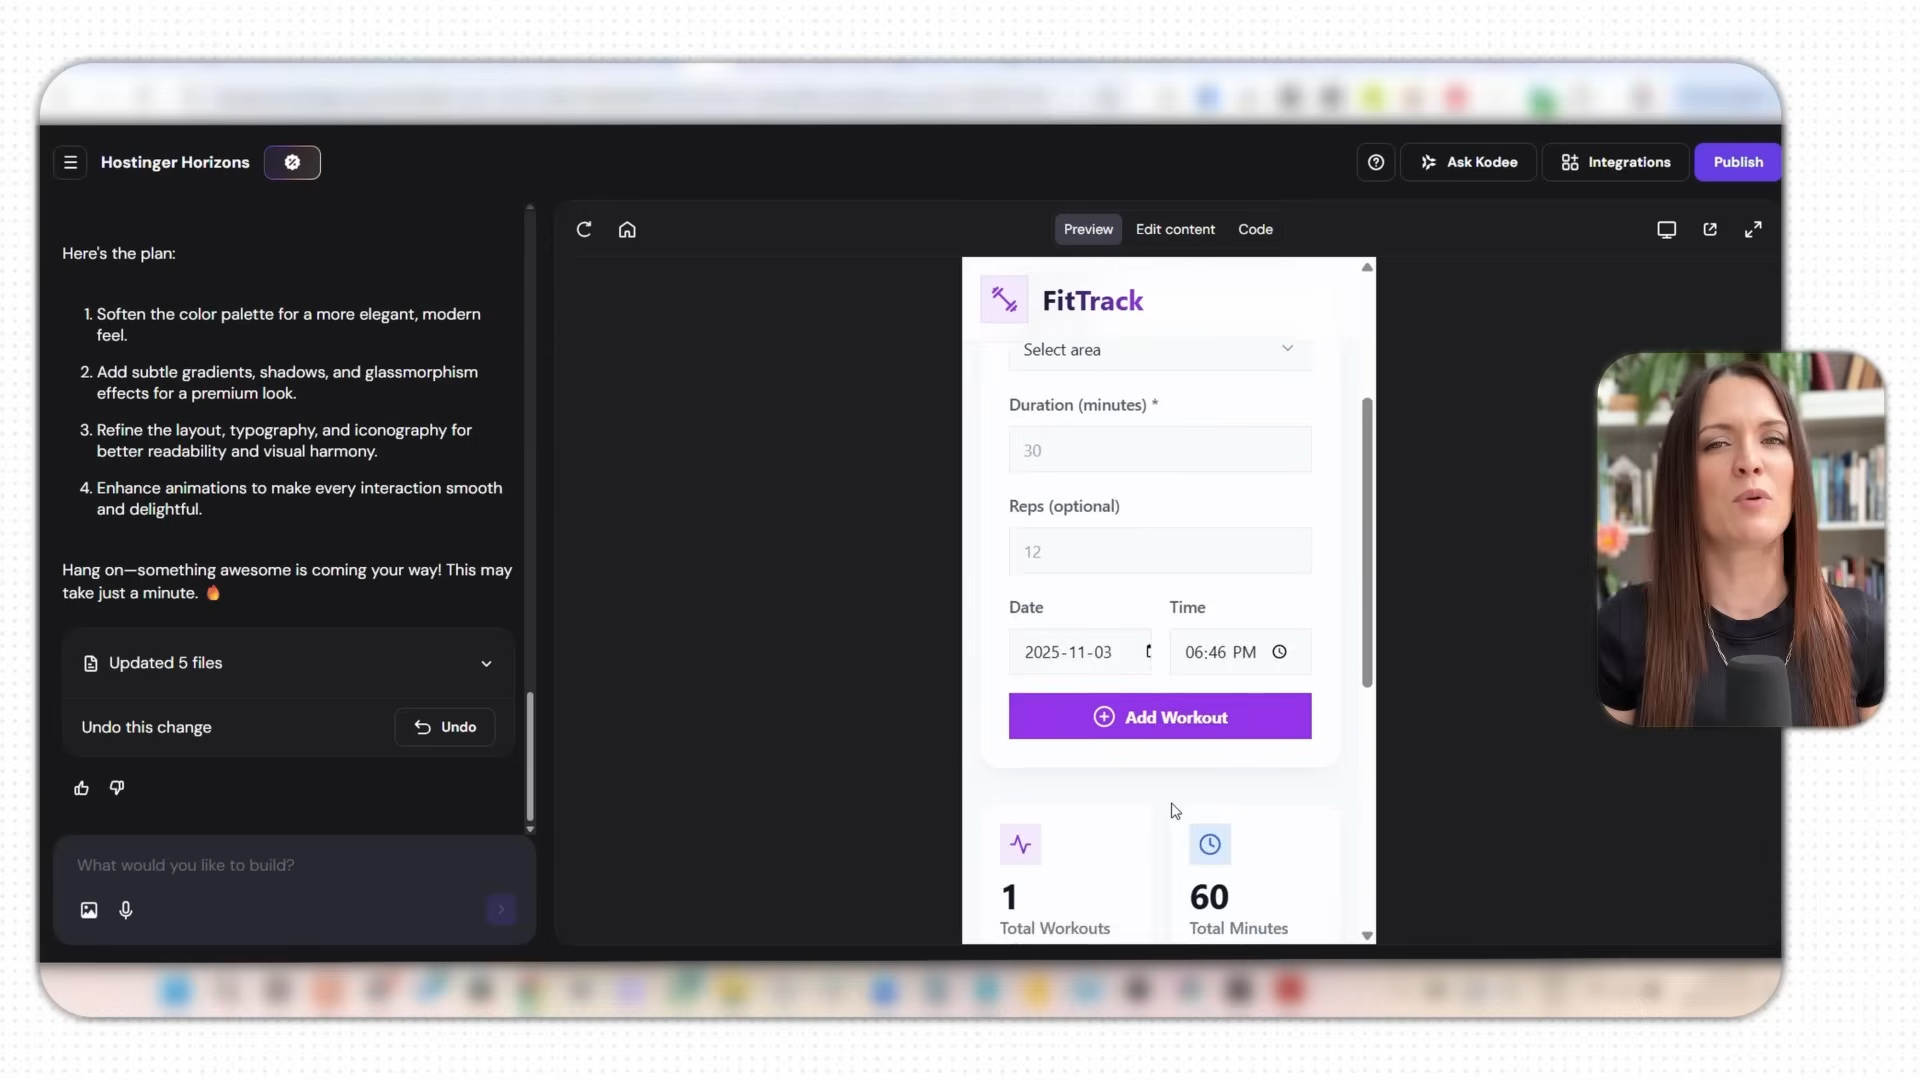 Hostinger Horizons
Ask Kodee
Integrations
Publish
Here's the plan:
1. Soften the color palette for a more elegant, modern
feel.
2. Add subtle gradients, shadows, and glassmorphism
effects for a premium look.
3. Refine the layout, typography, and iconography for
better readability and visual harmony.
4. Enhance animations to make every interaction smooth
and delightful.
Hang on—something awesome is coming your way! This may
take just a minute. 🔥
Updated 5 files
Undo this change
Undo
What would you like to build?
Preview
Edit content
Code
FitTrack
Select area
Duration (minutes) *
30
Reps (optional)
12
Date
Time
2025-11-03
06:46 PM
Add Workout
1
60
Total Workouts
Total Minutes